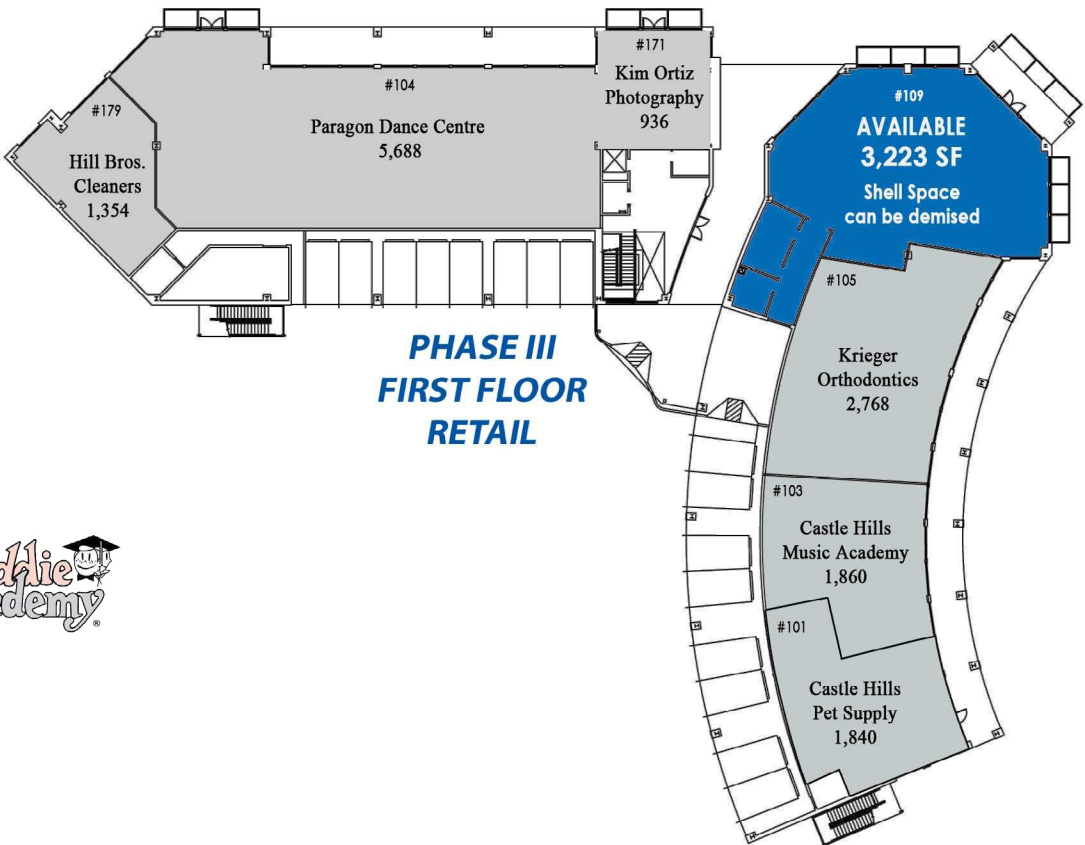 #179
Hill Bros.
Cleaners
1,354
#104
Paragon Dance Centre
5,688
#171
Kim Ortiz
Photography
936
#109
AVAILABLE
3,223 SF
Shell Space
can be demised
#105
Krieger
Orthodontics
2,768
PHASE III
FIRST FLOOR
RETAIL
#103
Castle Hills
Music Academy
1,860
#101
Castle Hills
Pet Supply
1,840